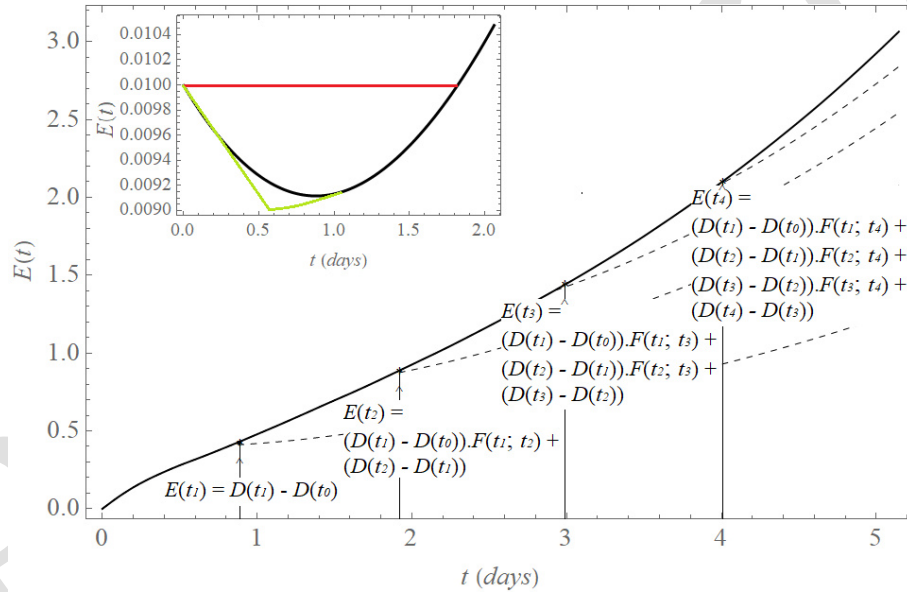 3.0
2.5
2.0
1.5
1.0
0.5
0.0
E(t)
0 1 2 3 4 5
t (days)
0.0104
0.0100
0.0098
0.0096
0.0094
0.0092
0.0090
E(t)
0.0 0.5 1.0 1.5 2.0
t (days)
E(t1) = D(t1) - D(t0)
E(t2) =
(D(t1) - D(t0)).F(t1; t2) +
(D(t2) - D(t1))
E(t3) =
(D(t1) - D(t0)).F(t1; t3) +
(D(t2) - D(t1)).F(t2; t3) +
(D(t3) - D(t2))
E(t4) =
(D(t1) - D(t0)).F(t1; t4) +
(D(t2) - D(t1)).F(t2; t4) +
(D(t3) - D(t2)).F(t3; t4) +
(D(t4) - D(t3))